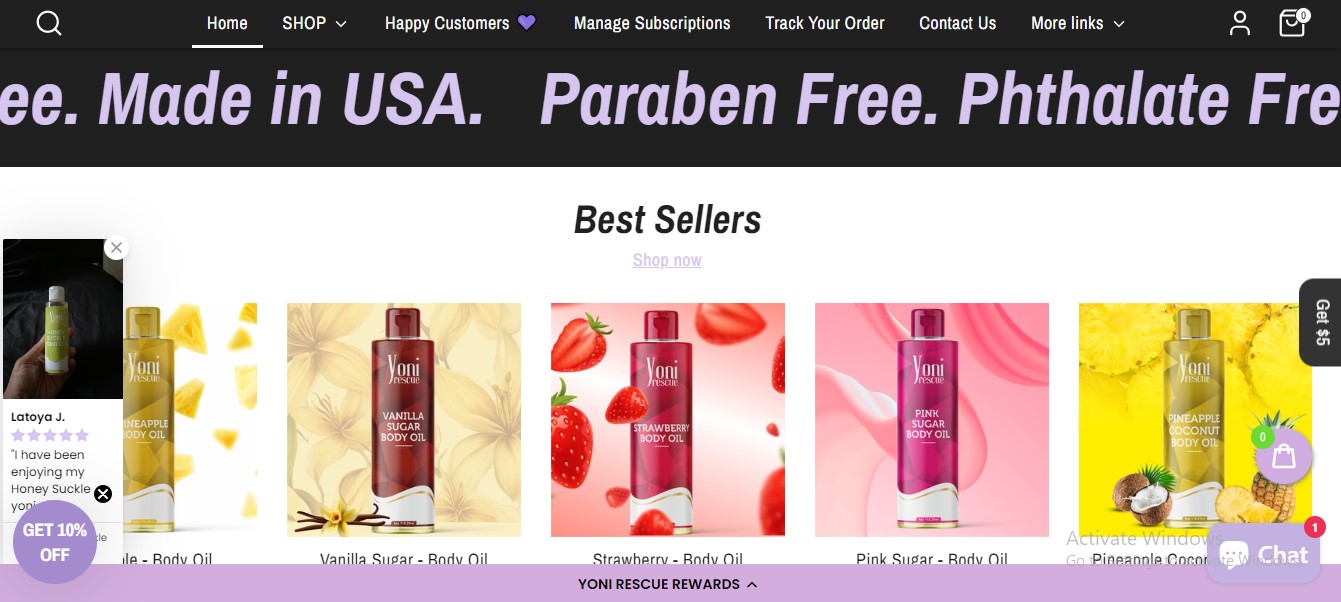 Home SHOP Happy Customers Manage Subscriptions Track Your Order Contact Us More links 0
ee. Made in USA. Paraben Free. Phthalate Fre
Best Sellers
Shop now
Get $5
Yoni
rescue
PINEAPPLE
BODY OIL
Yoni
rescue
VANILLA
SUGAR
BODY OIL
Yoni
rescue
STRAWBERRY
BODY OIL
Yoni
rescue
PINK
SUGAR
BODY OIL
Yoni
rescue
PINEAPPLE
COCONUT
BODY OIL
0
Latoya J.
"I have been
enjoying my
Honey Suckle
yoni
GET 10%
OFF
ple - Body Oil
Vanilla Sugar - Body Oil
Strawberry - Body Oil
Pink Sugar - Body Oil
Pineapple Cocon
Activate Windows
Chat
1
YONI RESCUE REWARDS